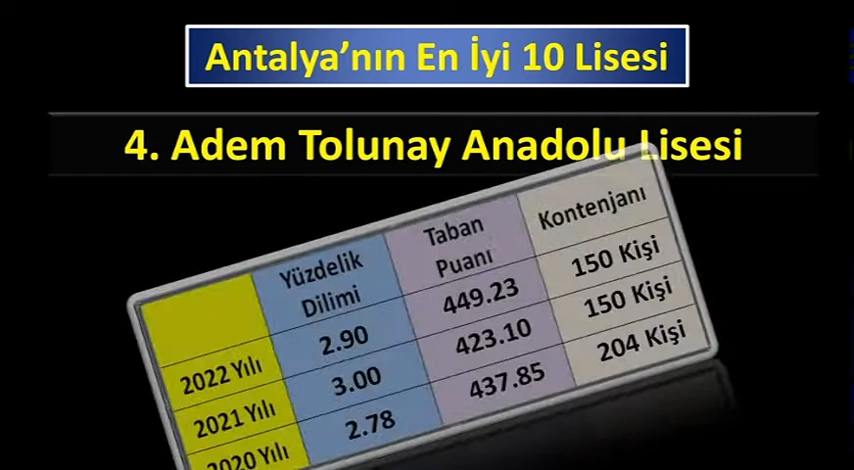 Antalya’nın En İyi 10 Lisesi
4. Adem Tolunay Anadolu Lisesi
Yüzdelik Dilimi Taban Puanı Kontenjanı
2022 Yılı 2.90 449.23 150 Kişi
2021 Yılı 3.00 423.10 150 Kişi
2020 Yılı 2.78 437.85 204 Kişi